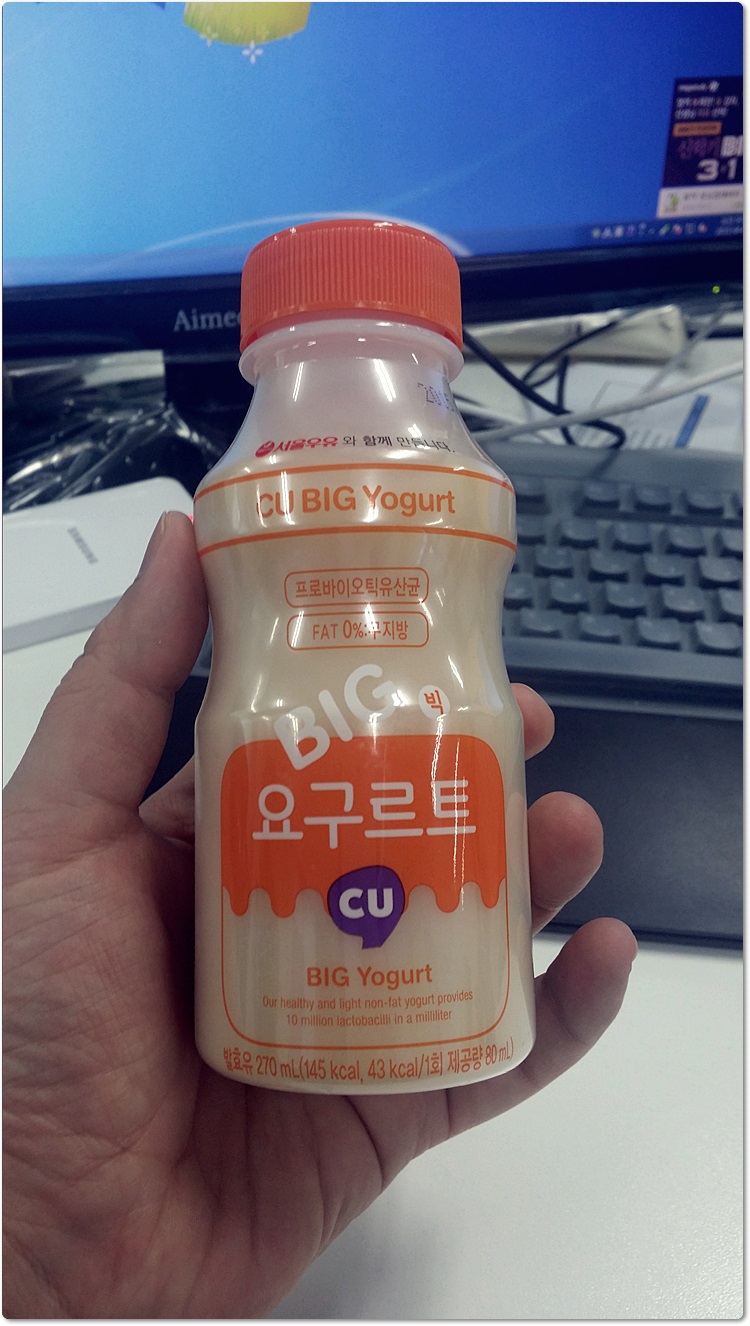 3+1
Aime
서울우유 와 함께 만듭니다.
CU BIG Yogurt
프로바이오틱유산균
FAT 0%:무지방
BIG 빅
요구르트
CU
BIG Yogurt
Our healthy and light non-fat yogurt provides
10 million lactobacilli in a milliliter
발효유 270 mL(145 kcal, 43 kcal/1회 제공량 80 mL)